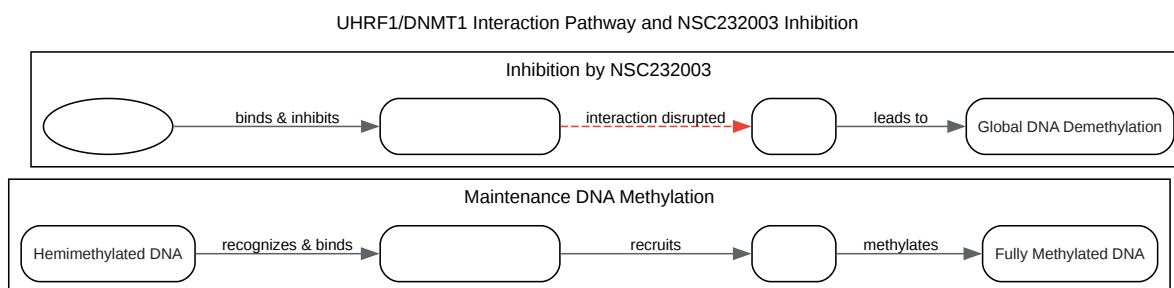 UHRF1/DNMT1 Interaction Pathway and NSC232003 Inhibition
Inhibition by NSC232003
binds & inhibits
interaction disrupted
leads to
Global DNA Demethylation
Maintenance DNA Methylation
Hemimethylated DNA
recognizes & binds
recruits
methylates
Fully Methylated DNA